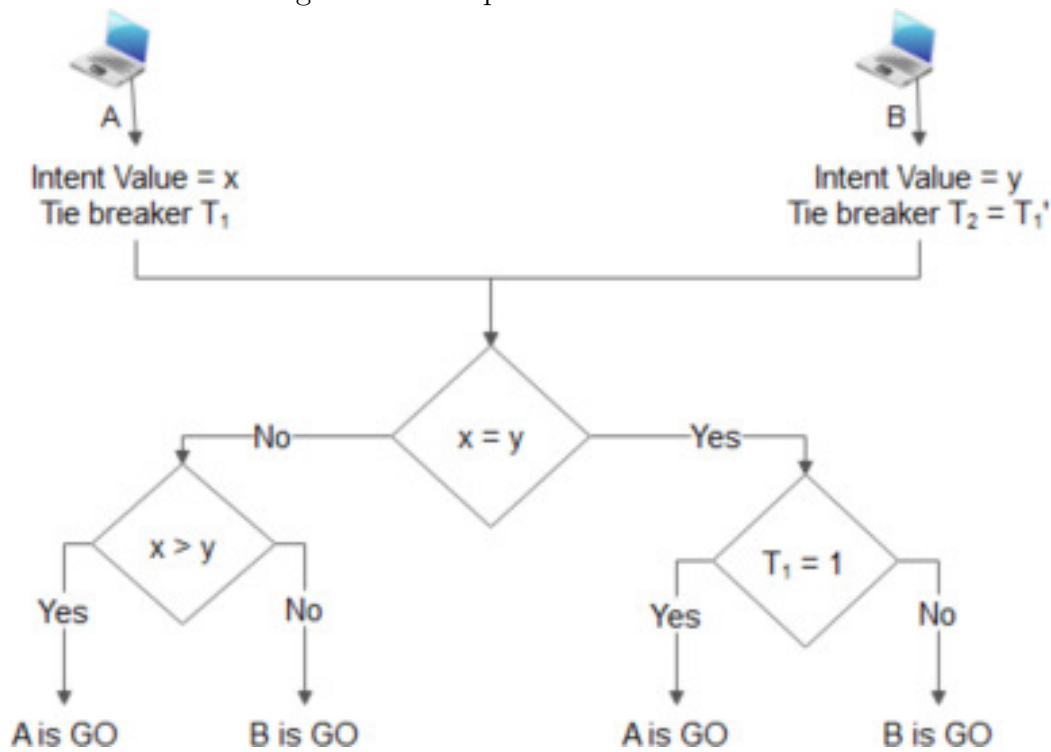 A
B
Intent Value = x
Tie breaker T₁
Intent Value = y
Tie breaker T₂ = T₁'
x = y
No
Yes
x > y
T₁ = 1
Yes
No
Yes
No
A is GO
B is GO
A is GO
B is GO